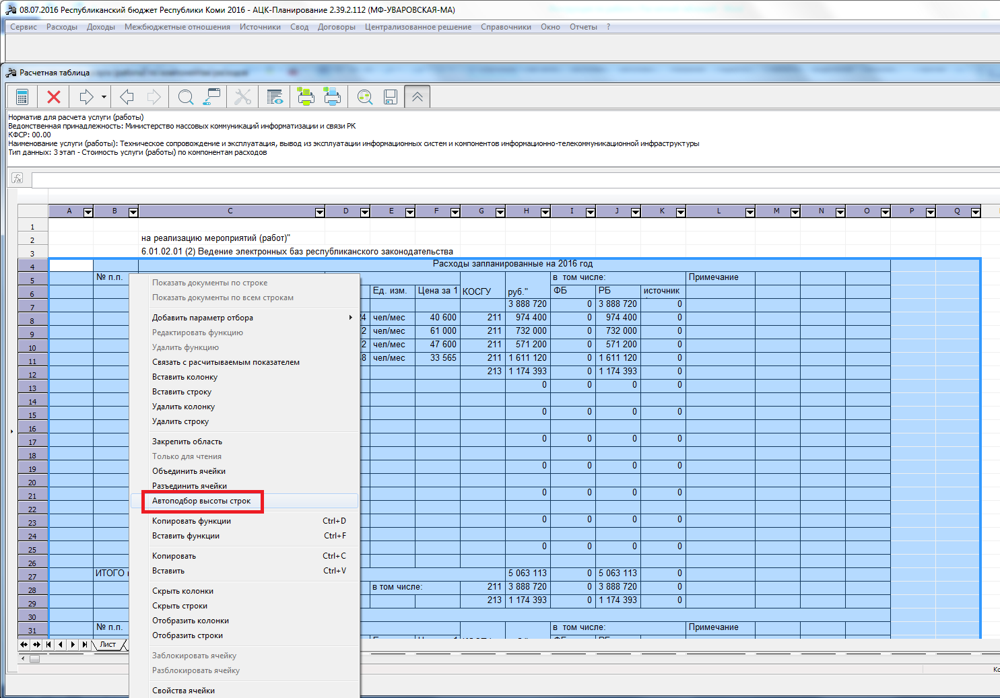 08.07.2016 Республиканский бюджет Республики Коми 2016 - АЦК-Планирование 2.39.2.112 (МФ-УВАРОВСКАЯ-МА)
Сервис Расходы Доходы Межбюджетные отношения Источники Свод Договоры Централизованное решение Справочники Окно Отчеты ?
Расчетная таблица
Норматив для расчета услуги (работы)
Ведомственная принадлежность: Министерство массовых коммуникаций информатизации и связи РК
КФСР: 00.00
Наименование услуги (работы): Техническое сопровождение и эксплуатация, вывод из эксплуатации информационных систем и компонентов информационно-телекоммуникационной инфраструктуры
Тип данных: 3 этап - Стоимость услуги (работы) по компонентам расходов
A B C D E F G H I J K L M N O P Q
1
2 на реализацию мероприятий (работ)"
3 6.01.02.01 (2) Ведение электронных баз республиканского законодательства
4 Расходы запланированные на 2016 год
5 № п.п. в том числе: Примечание
6 Ед. изм. Цена за 1 КОСГУ руб." ФБ РБ источник
7 3 888 720 0 3 888 720 0
8 4 чел/мес 40 600 211 974 400 0 974 400 0
9 2 чел/мес 61 000 211 732 000 0 732 000 0
10 2 чел/мес 47 600 211 571 200 0 571 200 0
11 8 чел/мес 33 565 211 1 611 120 0 1 611 120 0
12 213 1 174 393 0 1 174 393 0
13 0 0 0 0
14
15 0 0 0 0
16
17 0 0 0 0
18
19 0 0 0 0
20
21 0 0 0 0
22
23 0 0 0 0
24
25 0 0 0 0
26
27 ИТОГО 5 063 113 0 5 063 113 0
28 в том числе: 211 3 888 720 0 3 888 720 0
29 213 1 174 393 0 1 174 393 0
30
31 № п.п. в том числе: Примечание
Показать документы по строке
Показать документы по всем строкам
Добавить параметр отбора
Редактировать функцию
Удалить функцию
Связать с расчитываемым показателем
Вставить колонку
Вставить строку
Удалить колонку
Удалить строку
Закрепить область
Только для чтения
Объединить ячейки
Разъединить ячейки
Автоподбор высоты строк
Копировать функции Ctrl+D
Вставить функции Ctrl+F
Копировать Ctrl+C
Вставить Ctrl+V
Скрыть колонки
Скрыть строки
Отобразить колонки
Отобразить строки
Заблокировать ячейку
Разблокировать ячейку
Свойства ячейки
Лист
Ко